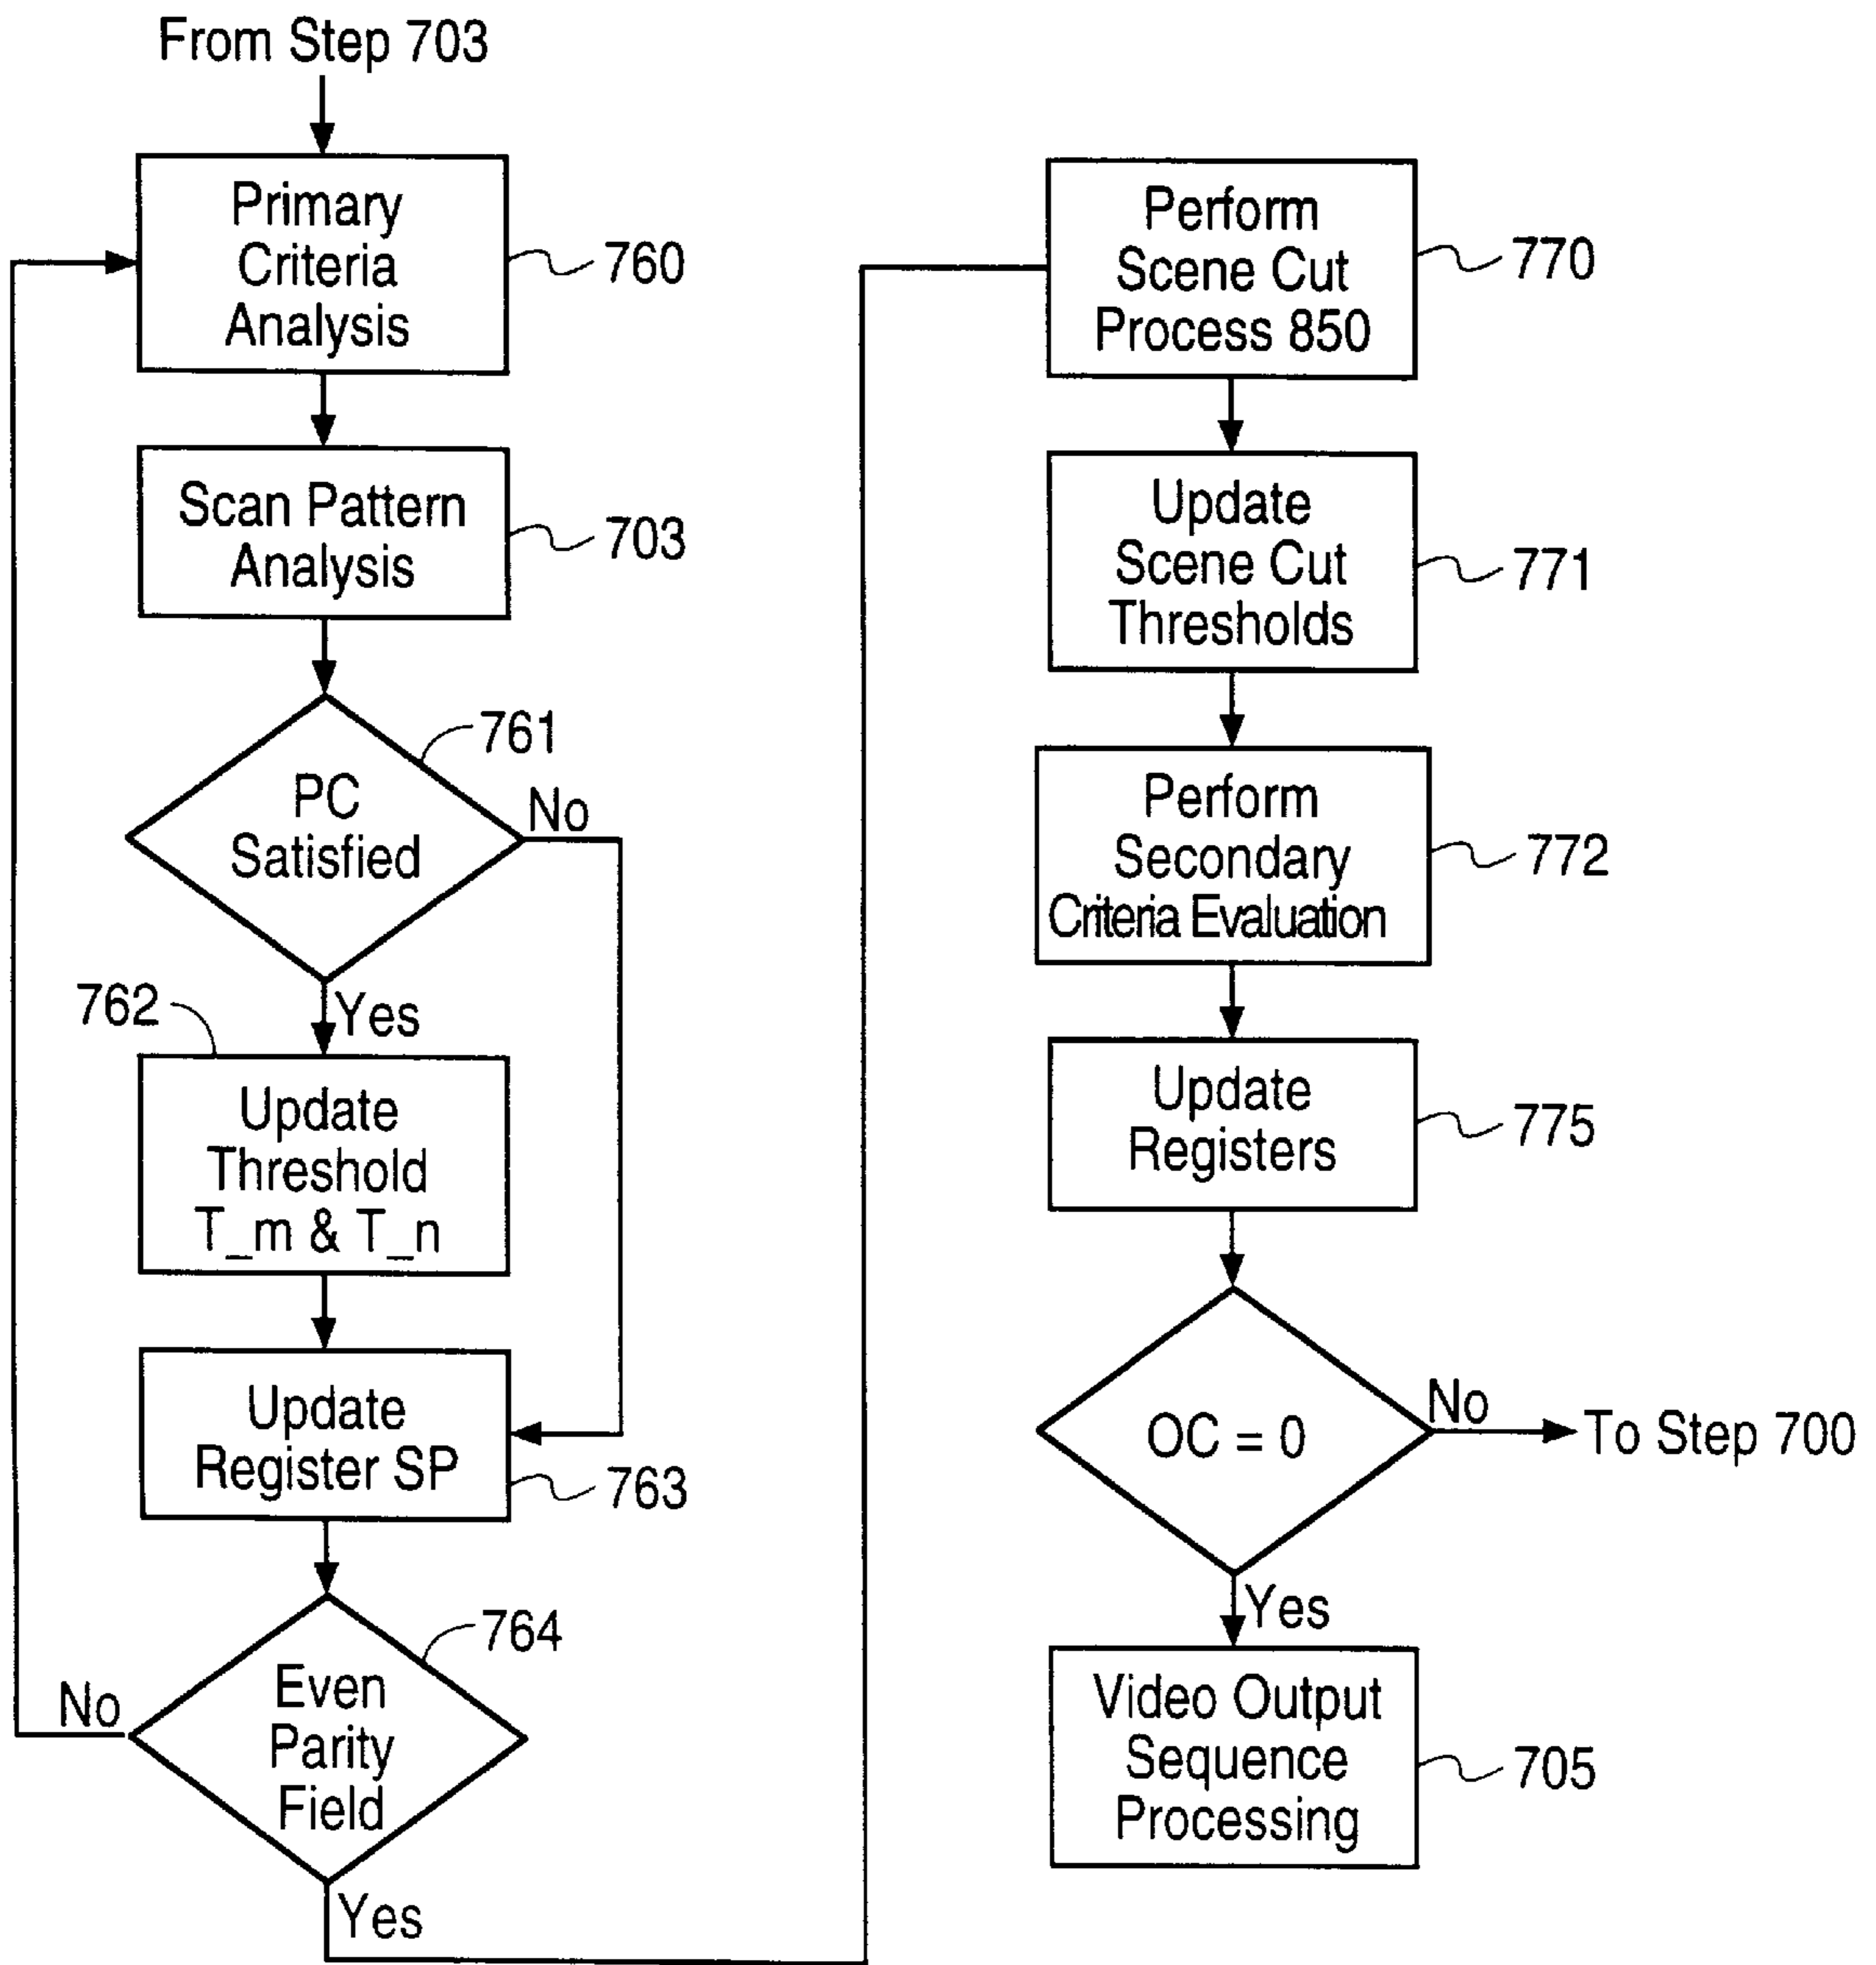 From Step 703
Primary
Criteria
Analysis
760
Scan Pattern
Analysis
703
761
PC
Satisfied
No
Yes
762
Update
Threshold
T_m & T_n
Update
Register SP
763
764
Even
Parity
Field
No
Yes
Perform
Scene Cut
Process 850
770
Update
Scene Cut
Thresholds
771
Perform
Secondary
Criteria Evaluation
772
Update
Registers
775
OC = 0
No
To Step 700
Yes
Video Output
Sequence
Processing
705